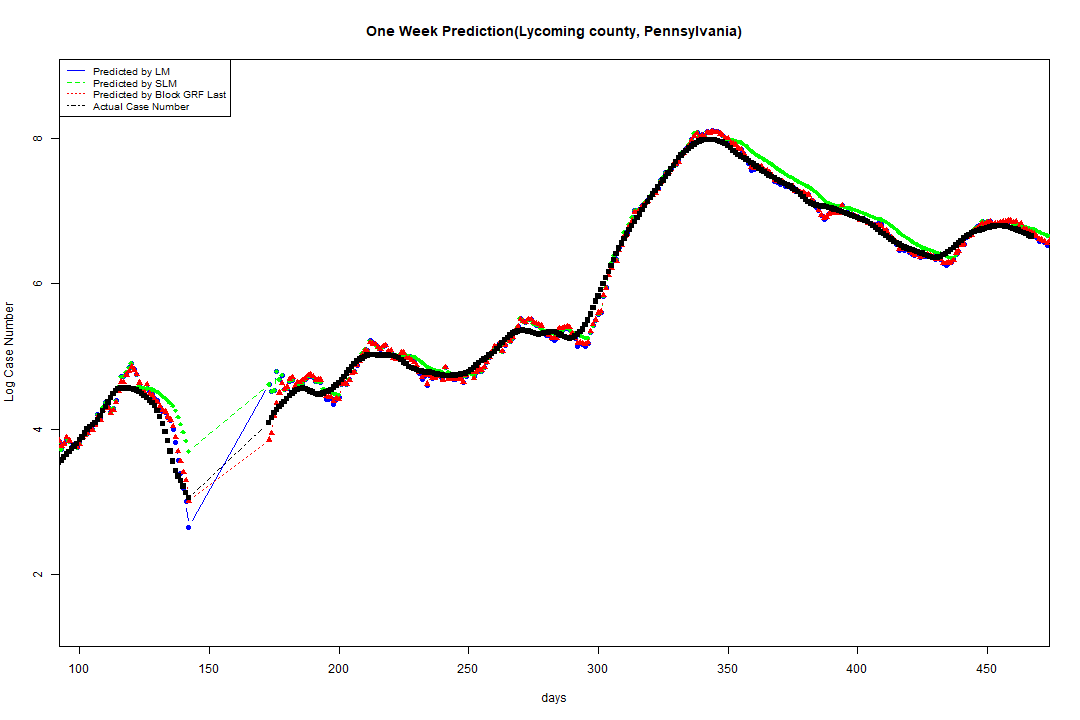 One Week Prediction(Lycoming county, Pennsylvania)
Predicted by LM
Predicted by SLM
Predicted by Block GRF Last
Actual Case Number
8
6
4
2
Log Case Number
100 150 200 250 300 350 400 450
days